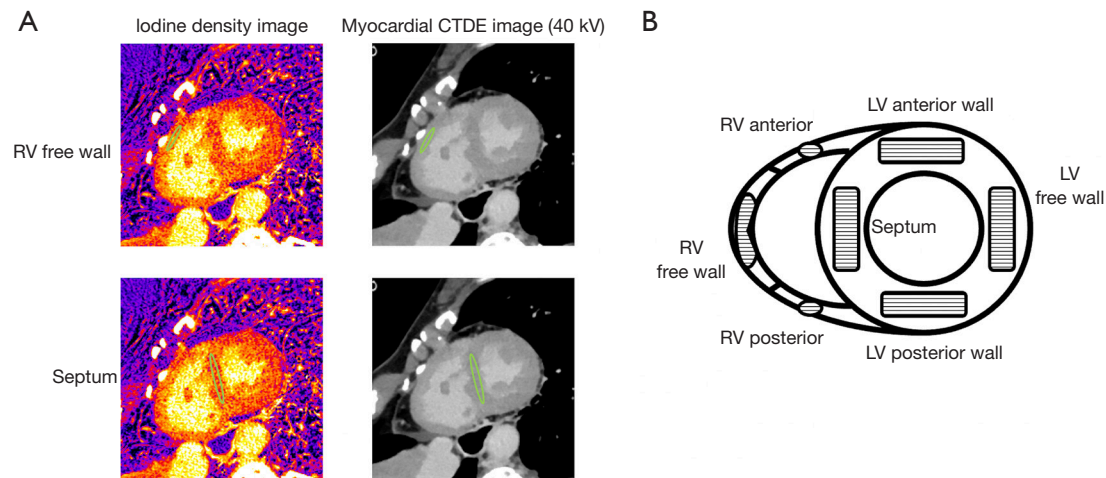 A
Iodine density image
Myocardial CTDE image (40 kV)
RV free wall
Septum
B
LV anterior wall
RV anterior
LV
free wall
Septum
RV
free wall
RV posterior
LV posterior wall